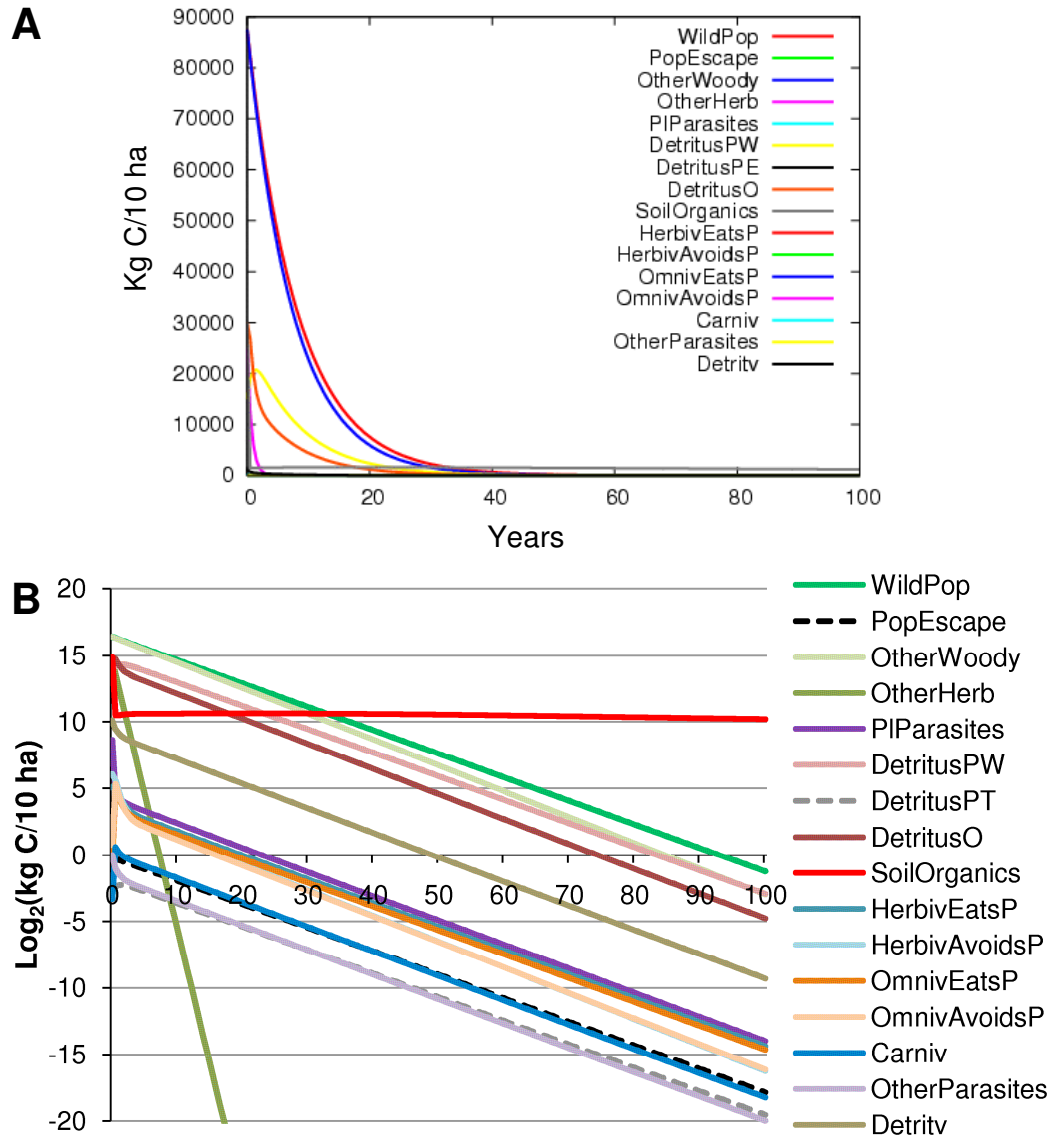 A
Kg C/10 ha
90000
80000
70000
60000
50000
40000
30000
20000
10000
0
WildPop
PopEscape
OtherWoody
OtherHerb
PlParasites
DetritusPW
DetritusPE
DetritusO
SoilOrganics
HerbivEatsP
HerbivAvoidsP
OmnivEatsP
OmnivAvoidsP
Carniv
OtherParasites
Detritv
0 20 40 60 80 100
Years
B
Log2(kg C/10 ha)
20
15
10
5
0
-5
-10
-15
-20
0 10 20 30 40 50 60 70 80 90 100
WildPop
PopEscape
OtherWoody
OtherHerb
PlParasites
DetritusPW
DetritusPT
DetritusO
SoilOrganics
HerbivEatsP
HerbivAvoidsP
OmnivEatsP
OmnivAvoidsP
Carniv
OtherParasites
Detritv